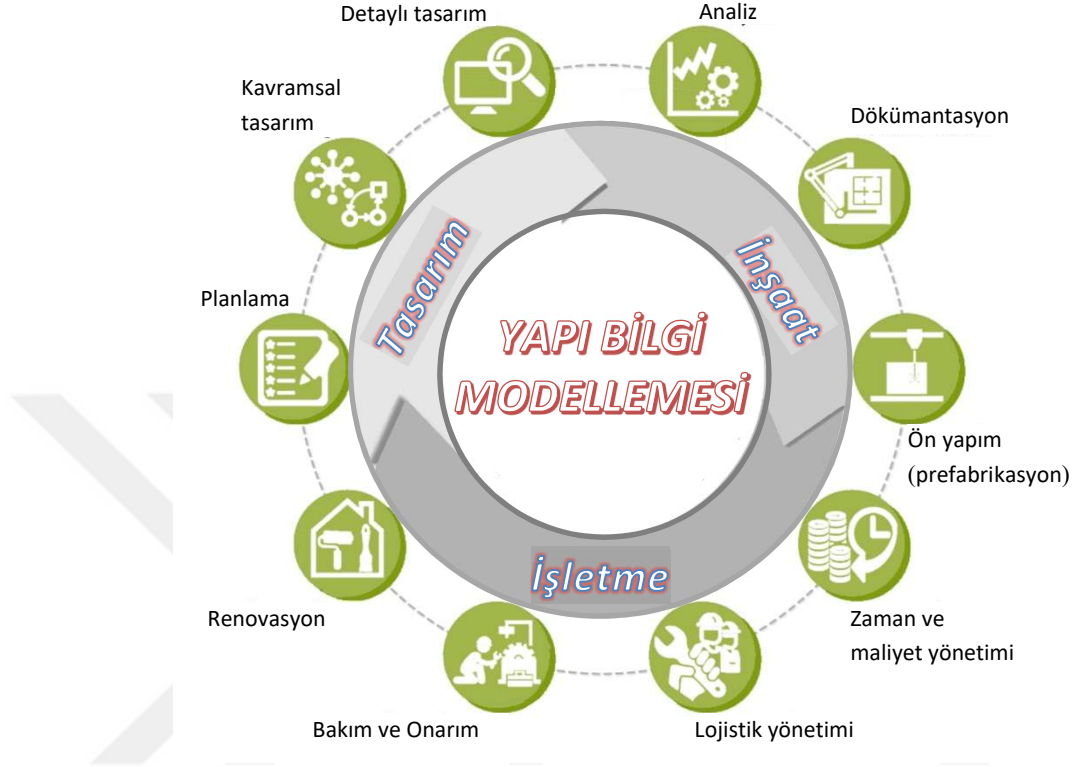 Detaylı tasarım
Analiz
Kavramsal
tasarım
Dökümantasyon
Tasarım
İnşaat
Planlama
YAPI BİLGİ
MODELLEMESİ
Ön yapım
(prefabrikasyon)
İşletme
Renovasyon
Zaman ve
maliyet yönetimi
Bakım ve Onarım
Lojistik yönetimi